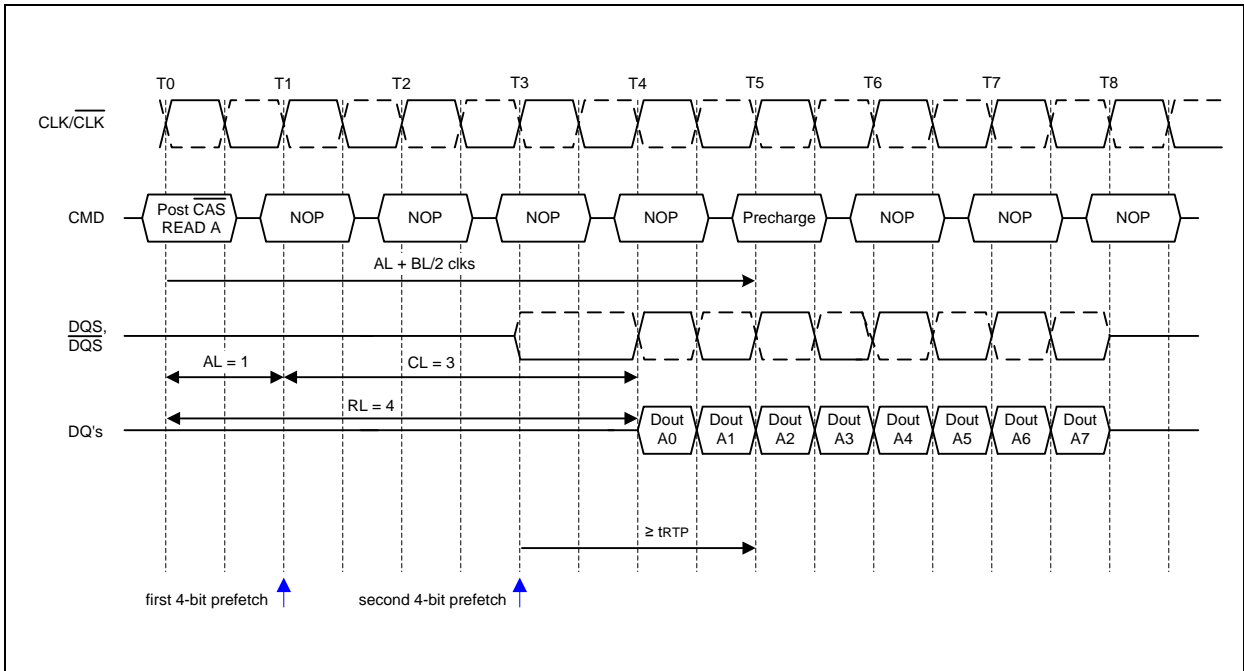 T0 T1 T2 T3 T4 T5 T6 T7 T8
CLK/CLK
CMD
Post CAS
READ A
NOP NOP NOP NOP Precharge NOP NOP NOP
AL + BL/2 clks
DQS,
DQS
AL = 1
CL = 3
RL = 4
DQ's
Dout
A0
Dout
A1
Dout
A2
Dout
A3
Dout
A4
Dout
A5
Dout
A6
Dout
A7
≥ tRTP
first 4-bit prefetch
second 4-bit prefetch